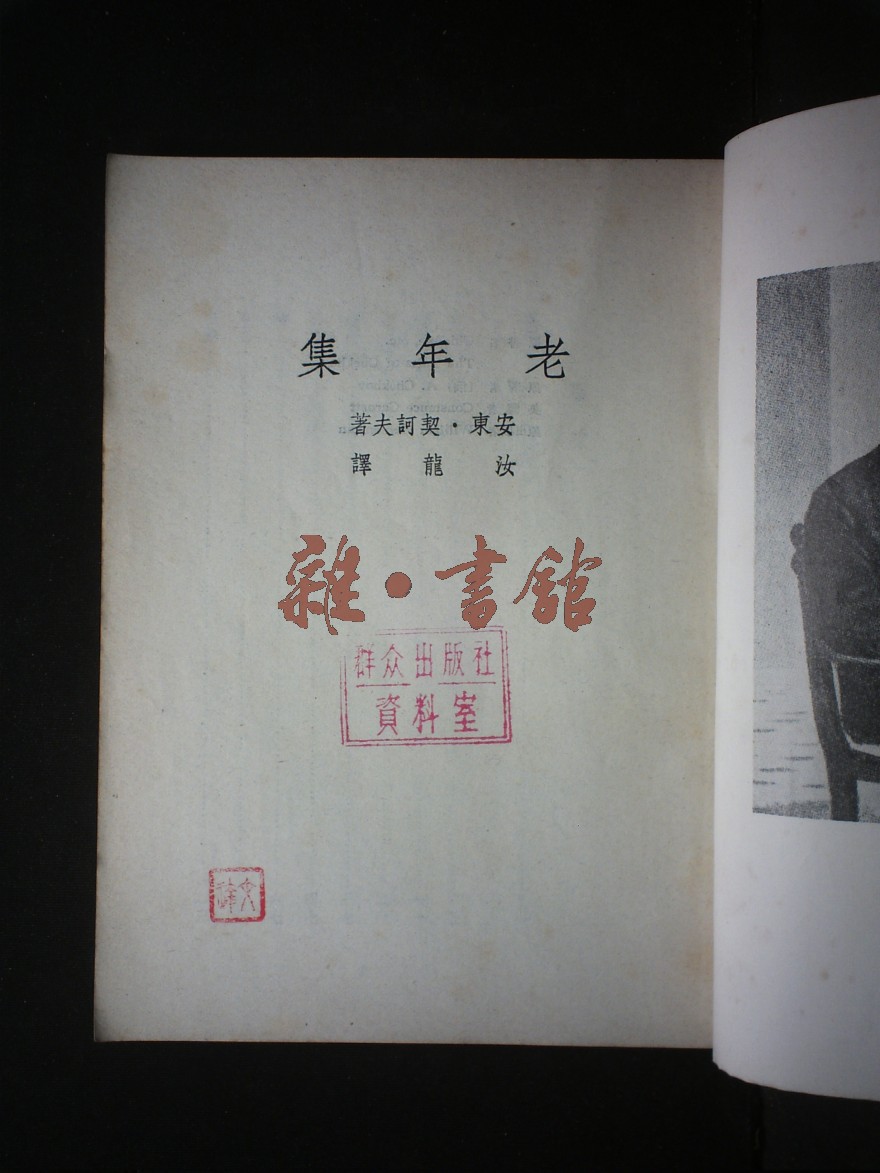 老年集
安東·契訶夫著
汝龍譯
雜·書館
群众出版社
資料室